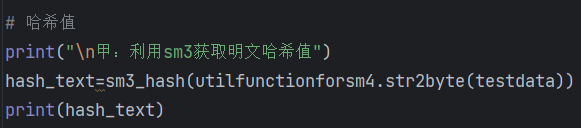 # 哈希值
print("\n甲：利用sm3获取明文哈希值")
hash_text=sm3_hash(utilfunctionforsm4.str2byte(testdata))
print(hash_text)